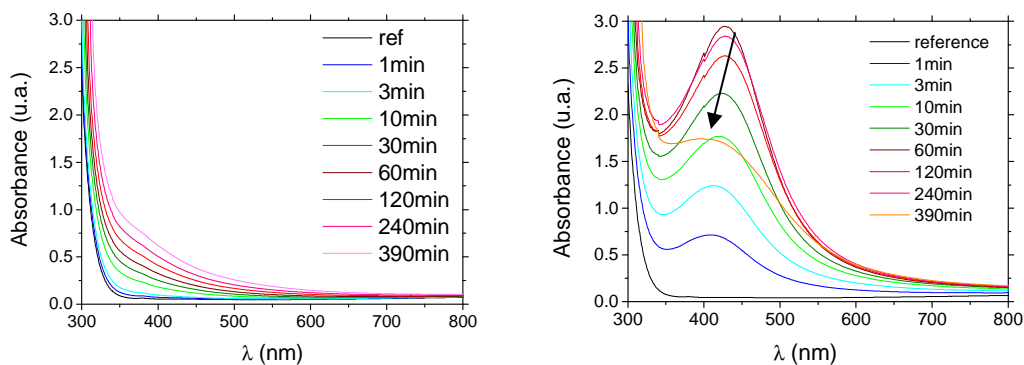 3.0
2.5
2.0
1.5
1.0
0.5
0.0
Absorbance (u.a.)
300 400 500 600 700 800
λ (nm)
ref
1min
3min
10min
30min
60min
120min
240min
390min
3.0
2.5
2.0
1.5
1.0
0.5
0.0
Absorbance (u.a.)
300 400 500 600 700 800
λ (nm)
reference
1min
3min
10min
30min
60min
120min
240min
390min